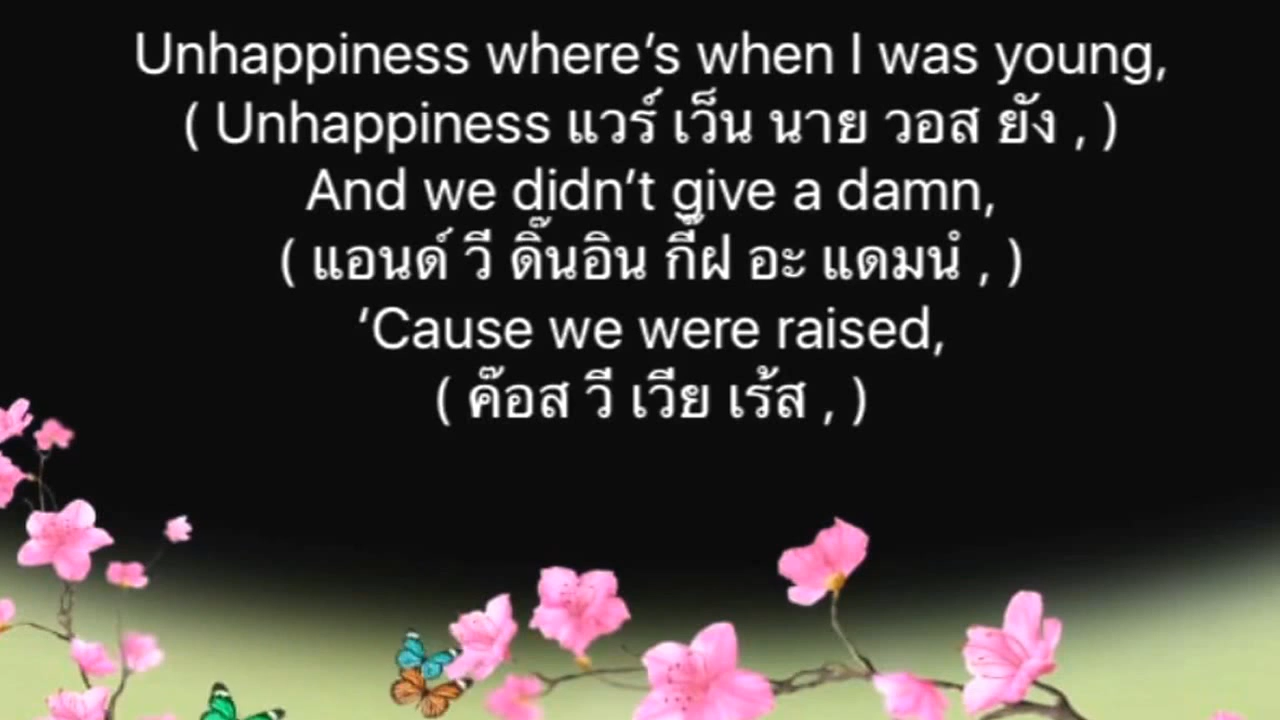 Unhappiness where’s when I was young,
( Unhappiness แวร์ เว็น นาย วอส ยัง , )
And we didn’t give a damn,
( แอนด์ วี ดิ๊นอิน กี๊ฝ อะ แดมนํ , )
‘Cause we were raised,
( ค๊อส วี เวีย เร้ส , )